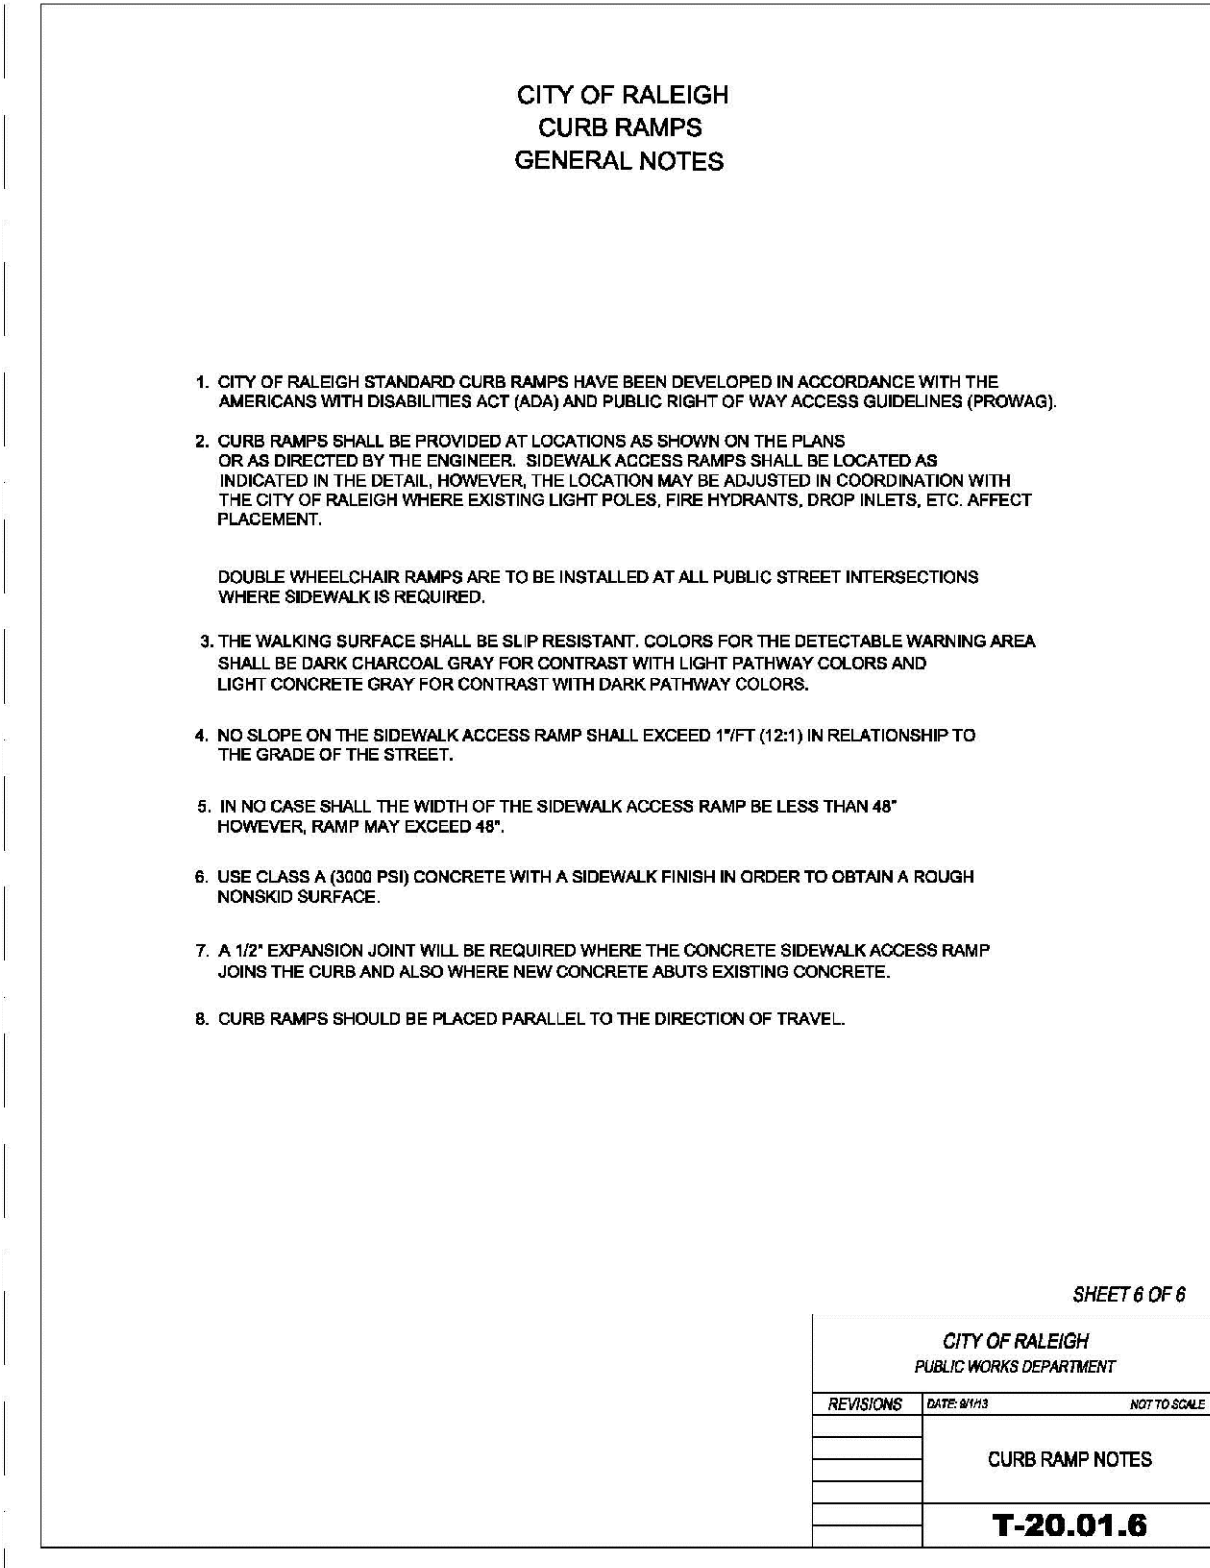 CITY OF RALEIGH
CURB RAMPS
GENERAL NOTES
1. CITY OF RALEIGH STANDARD CURB RAMPS HAVE BEEN DEVELOPED IN ACCORDANCE WITH THE
AMERICANS WITH DISABILITIES ACT (ADA) AND PUBLIC RIGHT OF WAY ACCESS GUIDELINES (PROWAG).
2. CURB RAMPS SHALL BE PROVIDED AT LOCATIONS AS SHOWN ON THE PLANS
OR AS DIRECTED BY THE ENGINEER. SIDEWALK ACCESS RAMPS SHALL BE LOCATED AS
INDICATED IN THE DETAIL, HOWEVER, THE LOCATION MAY BE ADJUSTED IN COORDINATION WITH
THE CITY OF RALEIGH WHERE EXISTING LIGHT POLES, FIRE HYDRANTS, DROP INLETS, ETC. AFFECT
PLACEMENT.
DOUBLE WHEELCHAIR RAMPS ARE TO BE INSTALLED AT ALL PUBLIC STREET INTERSECTIONS
WHERE SIDEWALK IS REQUIRED.
3. THE WALKING SURFACE SHALL BE SLIP RESISTANT. COLORS FOR THE DETECTABLE WARNING AREA
SHALL BE DARK CHARCOAL GRAY FOR CONTRAST WITH LIGHT PATHWAY COLORS AND
LIGHT CONCRETE GRAY FOR CONTRAST WITH DARK PATHWAY COLORS.
4. NO SLOPE ON THE SIDEWALK ACCESS RAMP SHALL EXCEED 1"/FT (12:1) IN RELATIONSHIP TO
THE GRADE OF THE STREET.
5. IN NO CASE SHALL THE WIDTH OF THE SIDEWALK ACCESS RAMP BE LESS THAN 48"
HOWEVER, RAMP MAY EXCEED 48".
6. USE CLASS A (3000 PSI) CONCRETE WITH A SIDEWALK FINISH IN ORDER TO OBTAIN A ROUGH
NONSKID SURFACE.
7. A 1/2" EXPANSION JOINT WILL BE REQUIRED WHERE THE CONCRETE SIDEWALK ACCESS RAMP
JOINS THE CURB AND ALSO WHERE NEW CONCRETE ABUTS EXISTING CONCRETE.
8. CURB RAMPS SHOULD BE PLACED PARALLEL TO THE DIRECTION OF TRAVEL.
SHEET 6 OF 6
CITY OF RALEIGH
PUBLIC WORKS DEPARTMENT
REVISIONS DATE: 9/1/13 NOT TO SCALE
CURB RAMP NOTES
T-20.01.6